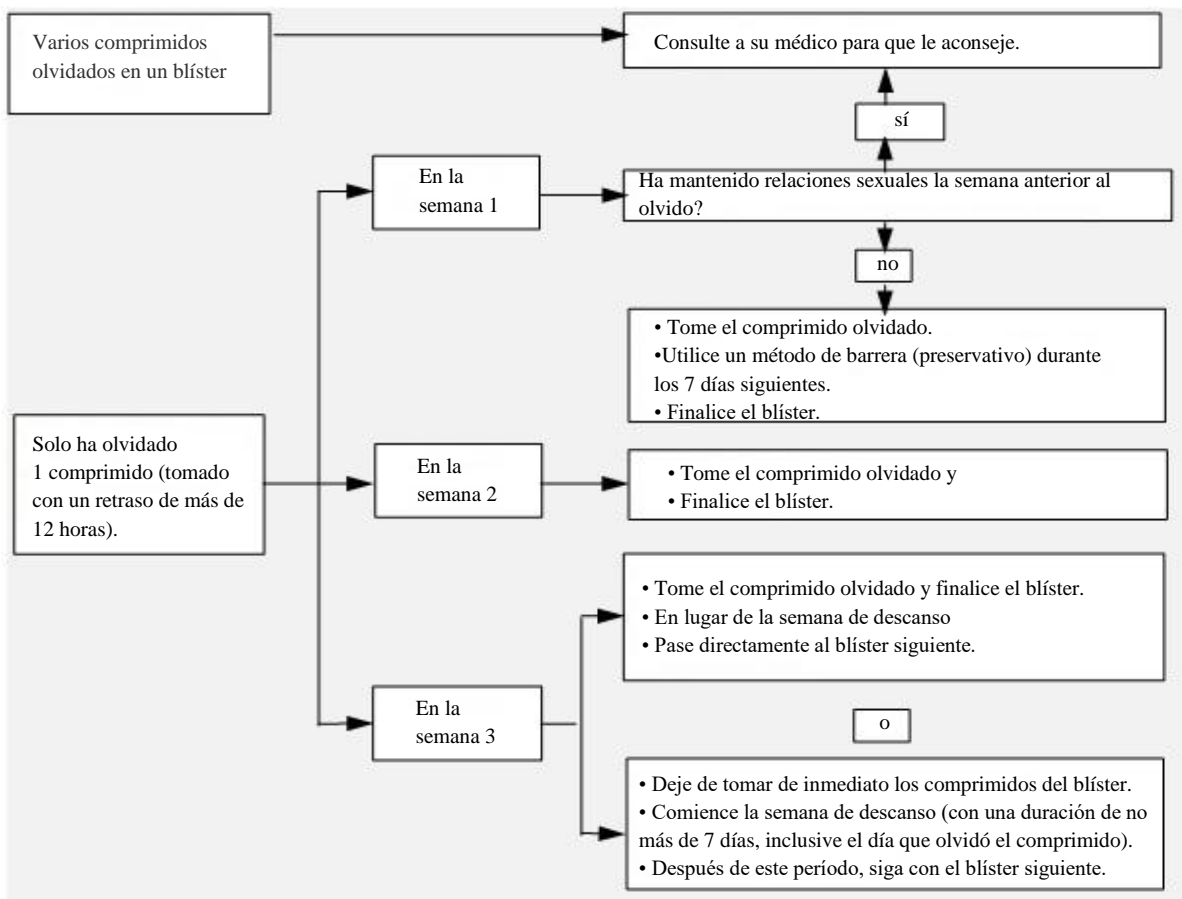 Varios comprimidos
olvidados en un blíster
Consulte a su médico para que le aconseje.
sí
En la
semana 1
Ha mantenido relaciones sexuales la semana anterior al
olvido?
no
• Tome el comprimido olvidado.
•Utilice un método de barrera (preservativo) durante
los 7 días siguientes.
• Finalice el blíster.
Solo ha olvidado
1 comprimido (tomado
con un retraso de más de
12 horas).
En la
semana 2
• Tome el comprimido olvidado y
• Finalice el blíster.
• Tome el comprimido olvidado y finalice el blíster.
• En lugar de la semana de descanso
• Pase directamente al blíster siguiente.
En la
semana 3
o
• Deje de tomar de inmediato los comprimidos del blíster.
• Comience la semana de descanso (con una duración de no
más de 7 días, inclusive el día que olvidó el comprimido).
• Después de este período, siga con el blíster siguiente.